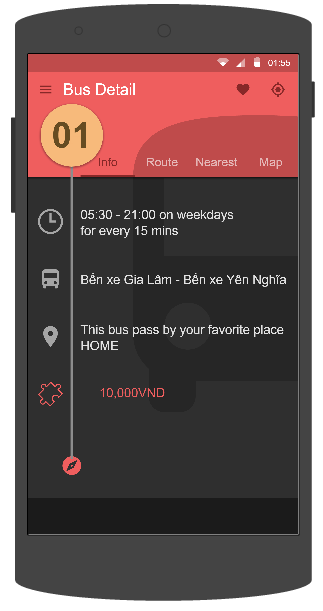 01:55
Bus Detail
01
Info Route Nearest Map
05:30 - 21:00 on weekdays
for every 15 mins
Bến xe Gia Lâm - Bến xe Yên Nghĩa
This bus pass by your favorite place
HOME
10,000VND